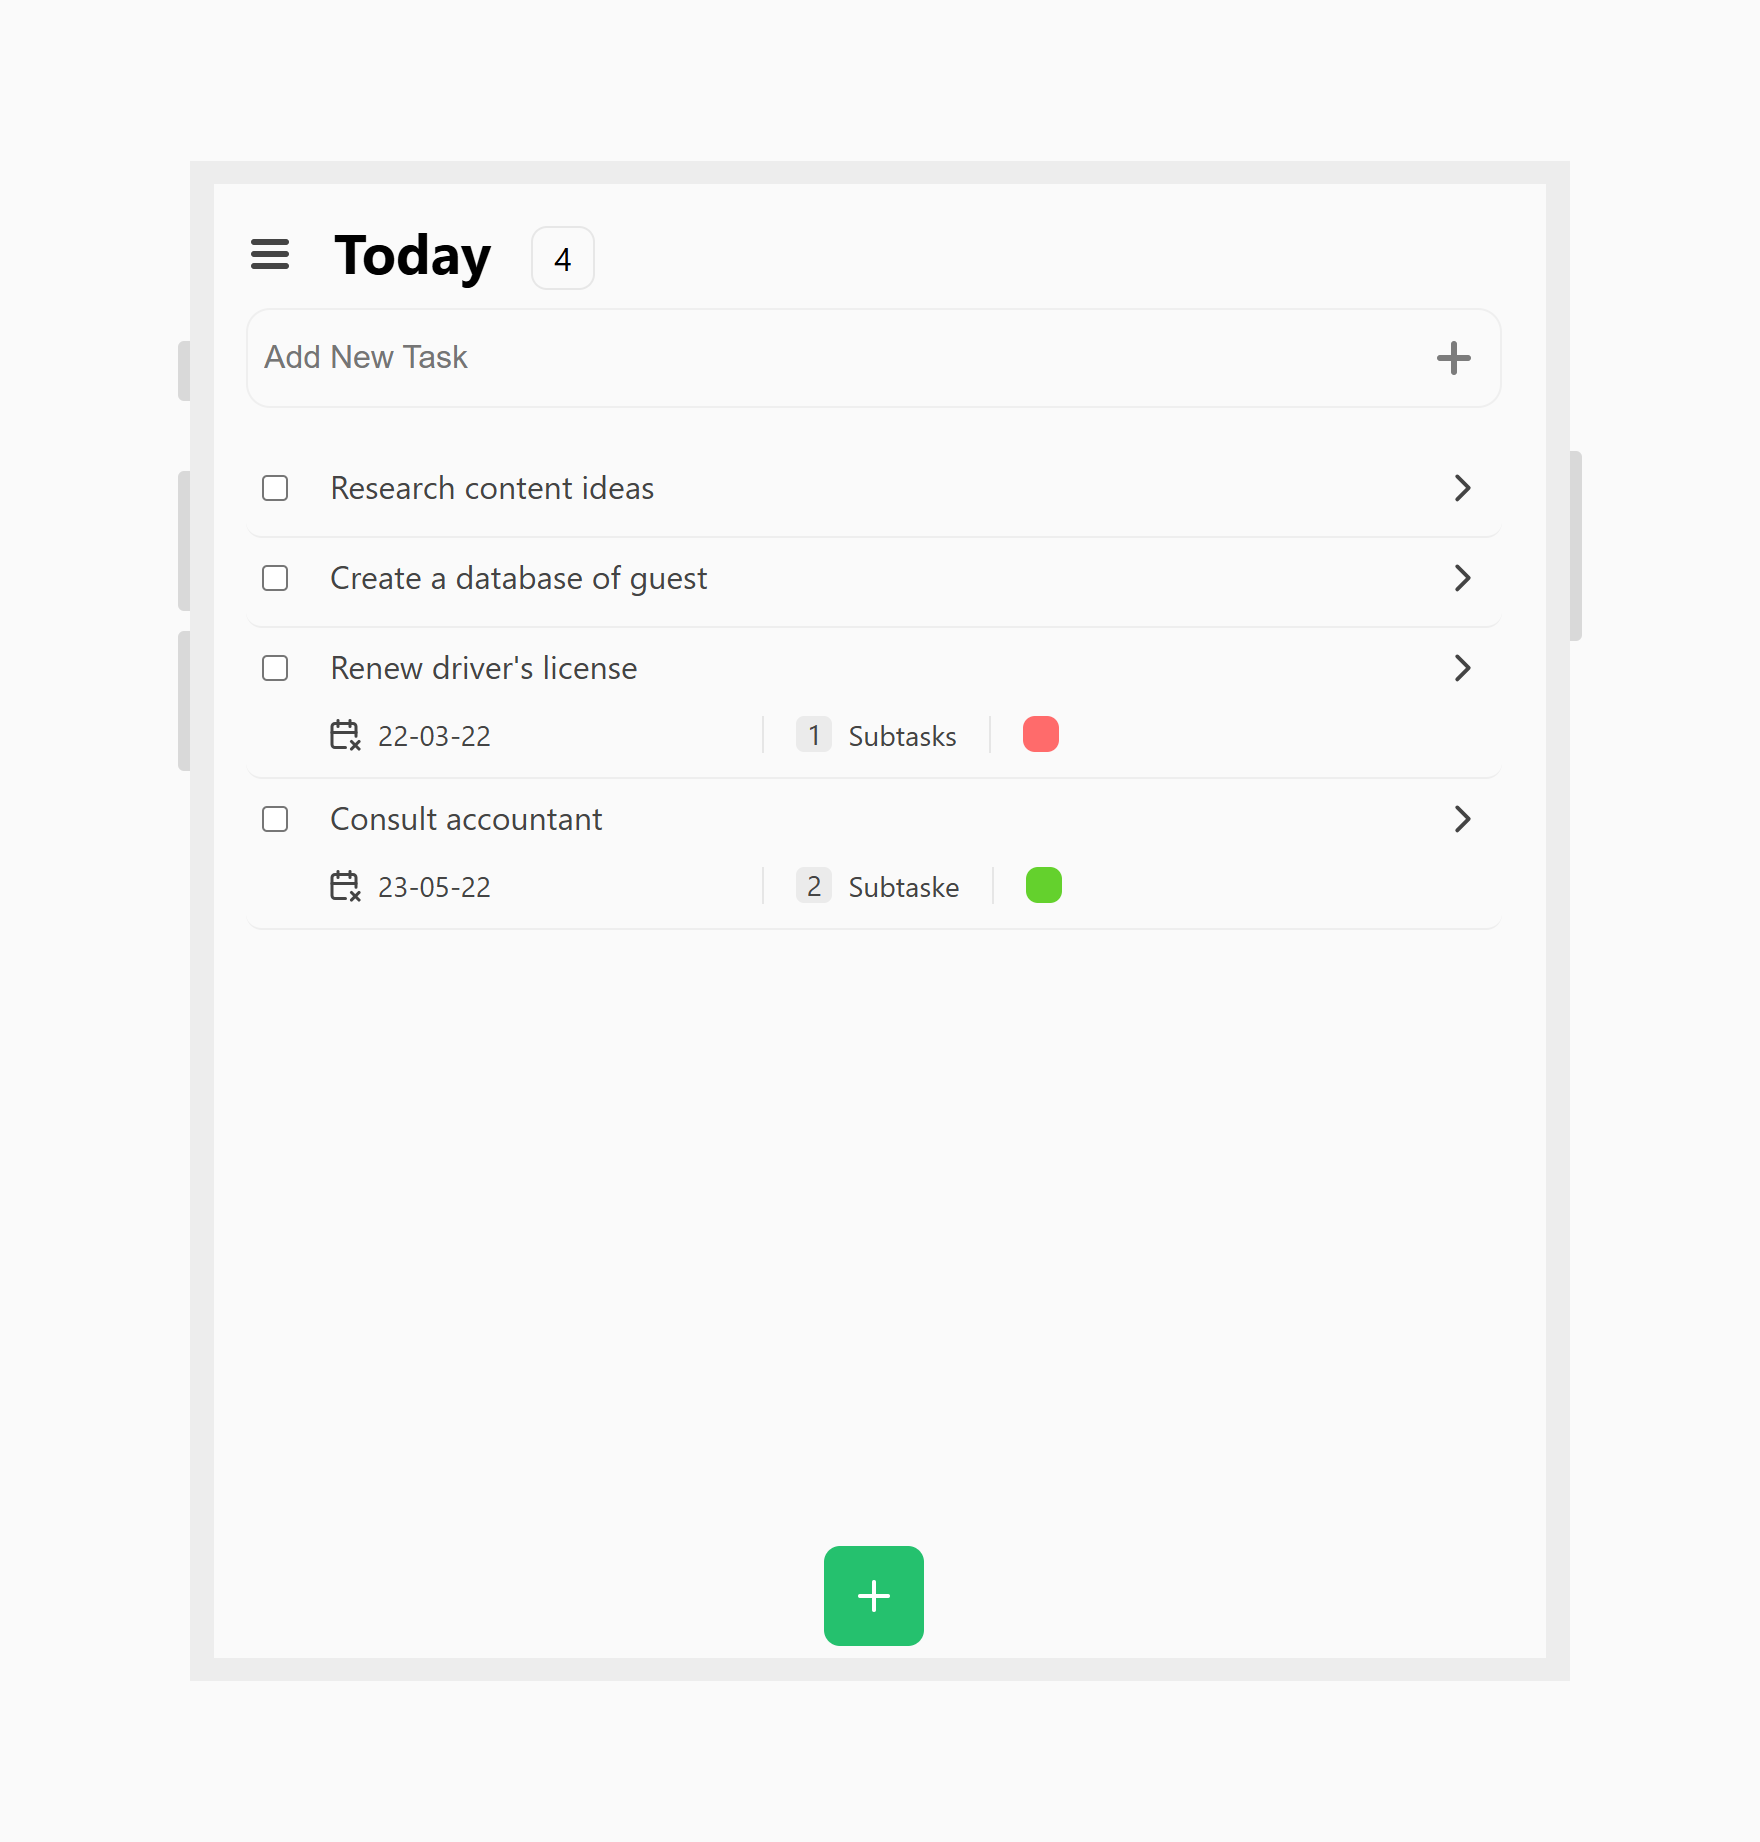 Today 4
Add New Task
Research content ideas
Create a database of guest
Renew driver's license
22-03-22 1 Subtasks
Consult accountant
23-05-22 2 Subtaske